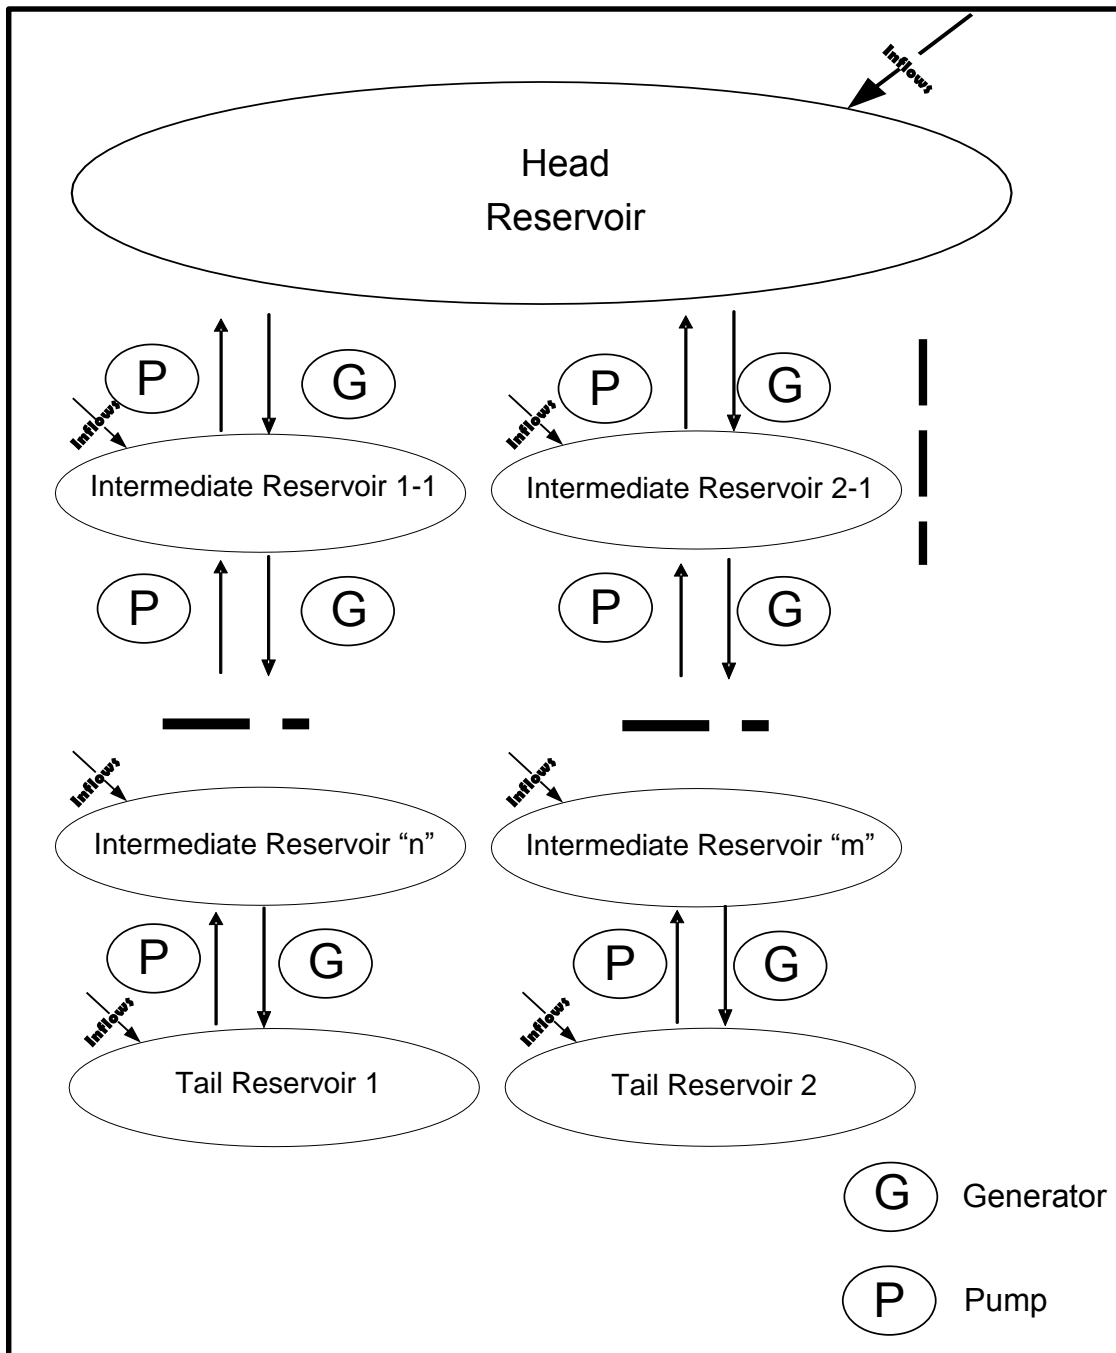 Inflows
Head
Reservoir
P
G
P
G
Inflows
Inflows
Intermediate Reservoir 1-1
Intermediate Reservoir 2-1
P
G
P
G
Inflows
Inflows
Intermediate Reservoir “n”
Intermediate Reservoir “m”
P
G
P
G
Inflows
Inflows
Tail Reservoir 1
Tail Reservoir 2
G Generator
P Pump